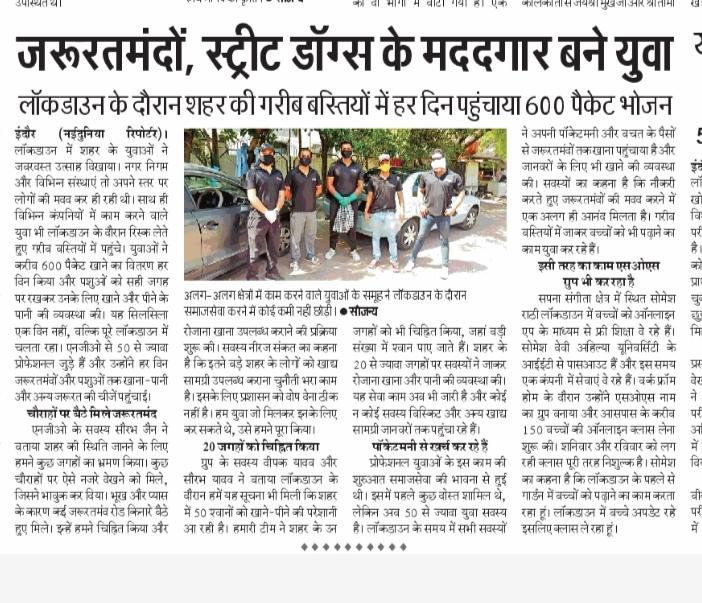 जरूरतमंदों, स्ट्रीट डॉग्स के मददगार बने युवा
लॉकडाउन के दौरान शहर की गरीब बस्तियों में हर दिन पहुंचाया 600 पैकेट भोजन
इंदौर (नईदुनिया रिपोर्टर)।
लॉकडाउन में शहर के युवाओं ने
जबरदस्त उत्साह दिखाया। नगर निगम
और विभिन्न संस्थाएं तो अपने स्तर पर
लोगों की मदद कर ही रही थी। साथ ही
विभिन्न कंपनियों में काम करने वाले
युवा भी लॉकडाउन के दौरान रिस्क लेते
हुए गरीब बस्तियों में पहुंचे। युवाओं ने
करीब 600 पैकेट खाने का वितरण हर
दिन किया और पशुओं को सही जगह
पर रखकर उनके लिए खाने और पीने के
पानी की व्यवस्था की। यह सिलसिला
एक दिन नहीं, बल्कि पूरे लॉकडाउन में
चलता रहा। एनजीओ से 50 से ज्यादा
प्रोफेशनल जुड़े हैं और उन्होंने हर दिन
जरूरतमंदों और पशुओं तक खाना-पानी
और अन्य जरूरत की चीजें पहुंचाई।
चौराहों पर बैठे मिले जरूरतमंद
एनजीओ के सदस्य सौरभ जैन ने
बताया शहर की स्थिति जानने के लिए
हमने कुछ जगहों का भ्रमण किया। कुछ
चौराहों पर ऐसे नजारे देखने को मिले,
जिसने भावुक कर दिया। भूख और प्यास
के कारण कई जरूरतमंद रोड किनारे बैठे
हुए मिले। इन्हें हमने चिह्नित किया और
अलग-अलग क्षेत्रों में काम करने वाले युवाओं के समूह ने लॉकडाउन के दौरान
समाजसेवा करने में कोई कमी नहीं छोड़ी। ● सौजन्य
रोजाना खाना उपलब्ध कराने की प्रक्रिया
शुरू की। सदस्य नीरज संकत का कहना
है कि इतने बड़े शहर के लोगों को खाद्य
सामग्री उपलब्ध कराना चुनौती भरा काम
है। इसके लिए प्रशासन को दोष देना ठीक
नहीं है। हम युवा जो मिलकर इनके लिए
कर सकते थे, उसे हमने पूरा किया।
20 जगहों को चिह्नित किया
ग्रुप के सदस्य दीपक यादव और
सौरभ यादव ने बताया लॉकडाउन के
दौरान हमें यह सूचना भी मिली कि शहर
में 50 श्वानों को खाने-पीने की परेशानी
आ रही है। हमारी टीम ने शहर के उन
जगहों को भी चिह्नित किया, जहां बड़ी
संख्या में श्वान पाए जाते हैं। शहर के
20 से ज्यादा जगहों पर सदस्यों ने जाकर
रोजाना खाना और पानी की व्यवस्था की।
यह सेवा काम अब भी जारी है और कोई
न कोई सदस्य बिस्किट और अन्य खाद्य
सामग्री जानवरों तक पहुंचा रहे हैं।
पॉकेटमनी से खर्च कर रहे हैं
प्रोफेशनल युवाओं के इस काम की
शुरुआत समाजसेवा की भावना से हुई
थी। इसमें पहले कुछ दोस्त शामिल थे,
लेकिन अब 50 से ज्यादा युवा सदस्य
हैं। लॉकडाउन के समय में सभी सदस्यों
ने अपनी पॉकेटमनी और बचत के पैसों
से जरूरतमंदों तक खाना पहुंचाया है और
जानवरों के लिए भी खाने की व्यवस्था
की। सदस्यों का कहना है कि नौकरी
करते हुए जरूरतमंदों की मदद करने में
एक अलग ही आनंद मिलता है। गरीब
बस्तियों में जाकर बच्चों को भी पढ़ाने का
काम युवा कर रहे हैं।
इसी तरह का काम एसओएस
ग्रुप भी कर रहा है
सपना संगीता क्षेत्र में स्थित सोमेश
राठी लॉकडाउन में बच्चों को ऑनलाइन
एप के माध्यम से फ्री शिक्षा दे रहे हैं।
सोमेश देवी अहिल्या यूनिवर्सिटी के
आईईटी से पासआउट हैं और इस समय
एक कंपनी में सेवाएं दे रहे हैं। वर्क फ्रॉम
होम के दौरान उन्होंने एसओएस नाम
का ग्रुप बनाया और आसपास के करीब
150 बच्चों की ऑनलाइन क्लास लेना
शुरू की। शनिवार और रविवार को लग
रही क्लास पूरी तरह निशुल्क है। सोमेश
का कहना है कि लॉकडाउन के पहले से
गार्डन में बच्चों को पढ़ाने का काम करता
रहा हूं। लॉकडाउन में बच्चे अपडेट रहे
इसलिए क्लास ले रहा हूं।